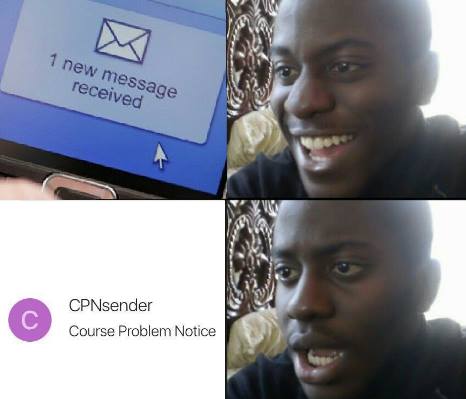 1 new message
received
C
CPNsender
Course Problem Notice